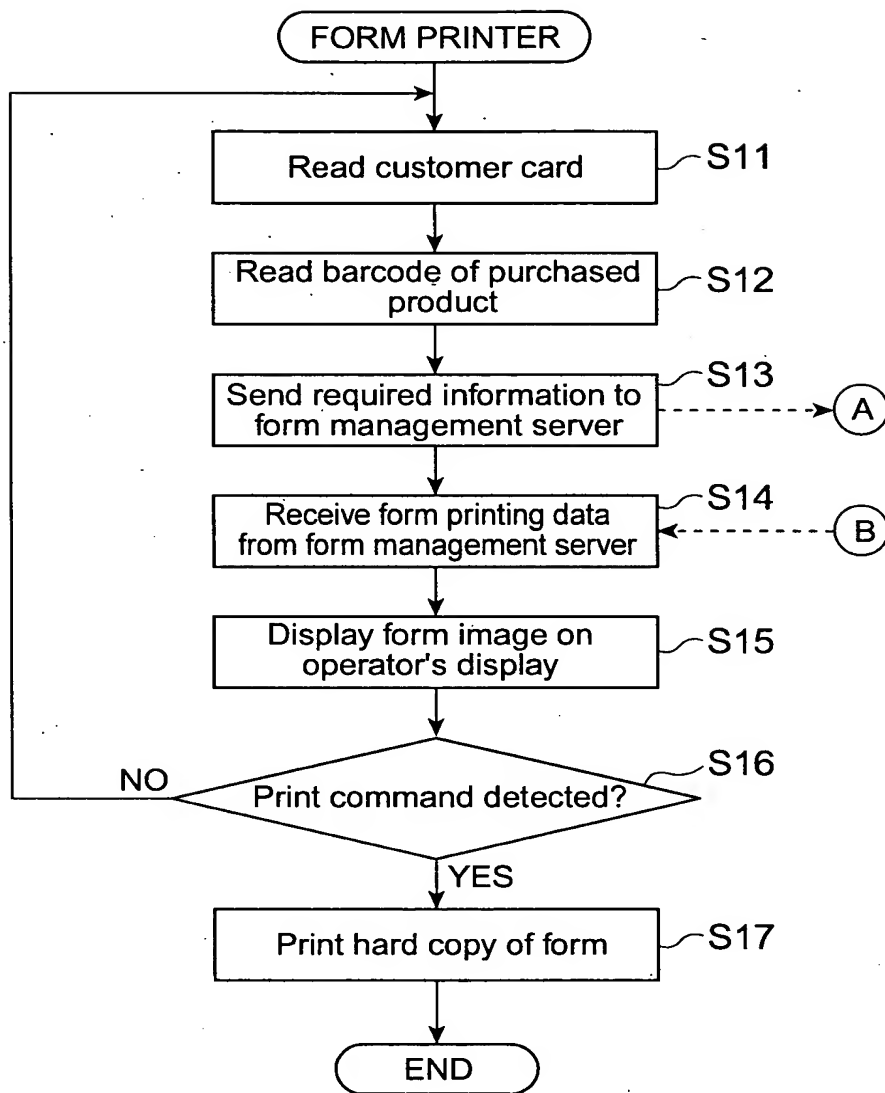 FORM PRINTER
Read customer card
S11
Read barcode of purchased
product
S12
Send required information to
form management server
S13
A
Receive form printing data
from form management server
S14
B
Display form image on
operator's display
S15
Print command detected?
S16
NO
YES
Print hard copy of form
S17
END